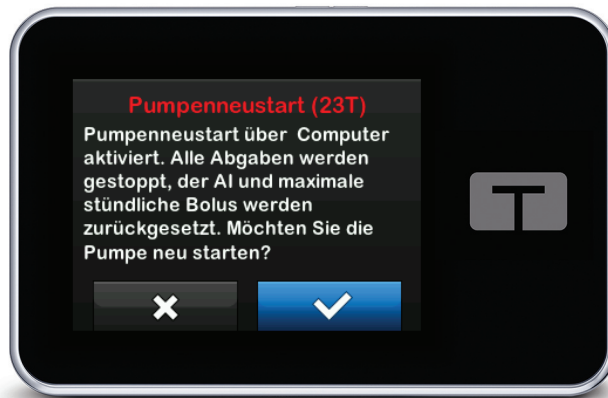 Pumpenneustart (23T)
Pumpenneustart über Computer
aktiviert. Alle Abgaben werden
gestoppt, der AI und maximale
stündliche Bolus werden
zurückgesetzt. Möchten Sie die
Pumpe neu starten?
T